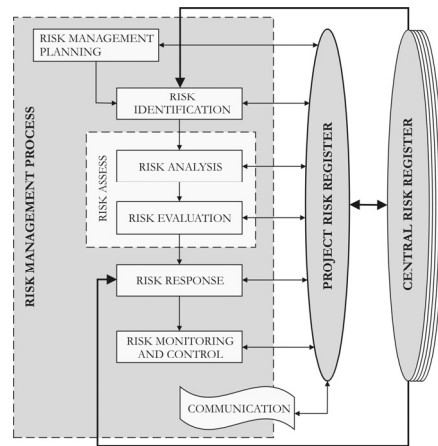 RISK MANAGEMENT
PLANNING
RISK
IDENTIFICATION
RISK ASSESS
RISK ANALYSIS
RISK EVALUATION
RISK RESPONSE
RISK MONITORING
AND CONTROL
COMMUNICATION
RISK MANAGEMENT PROCESS
PROJECT RISK REGISTER
CENTRAL RISK REGISTER